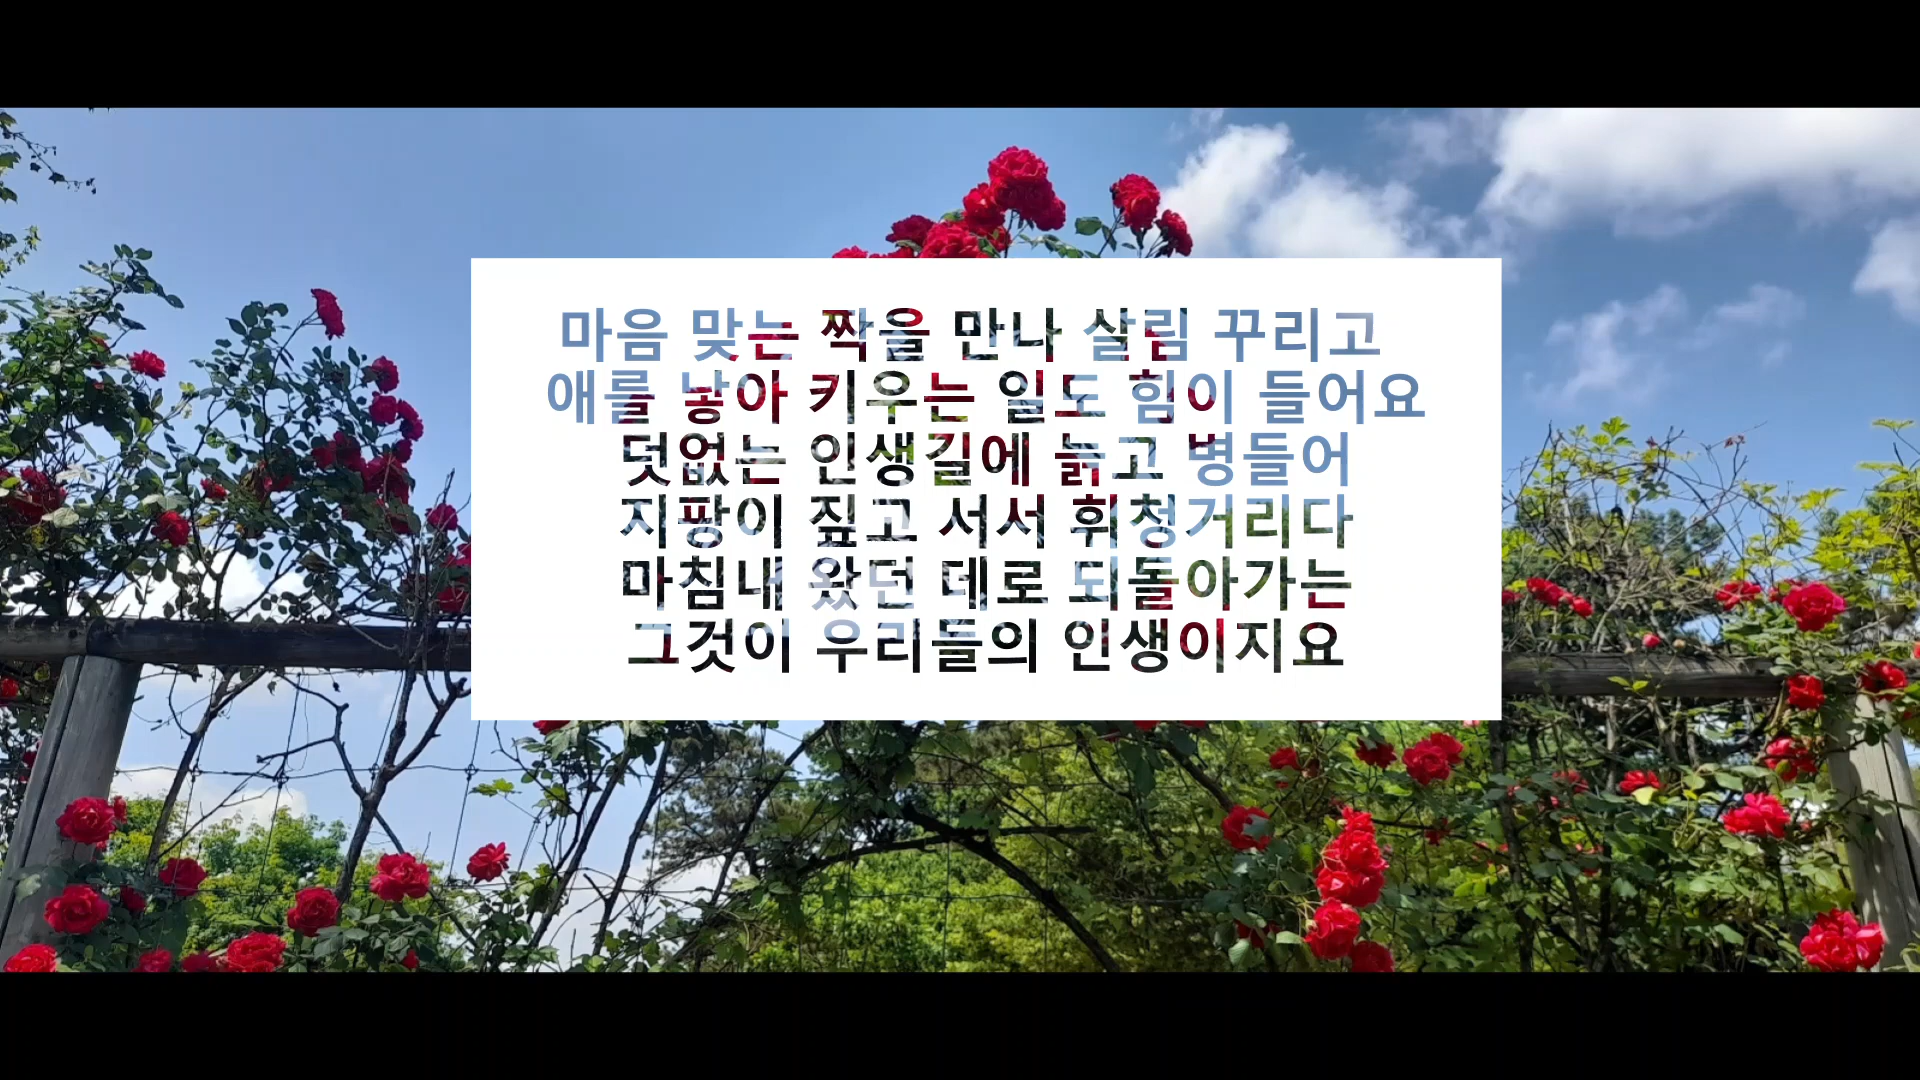 마음 맞는 짝을 만나 살림 꾸리고
애를 낳아 키우는 일도 힘이 들어요
덧없는 인생길에 늙고 병들어
지팡이 짚고 서서 휘청거리다
마침내 왔던 데로 되돌아가는
그것이 우리들의 인생이지요